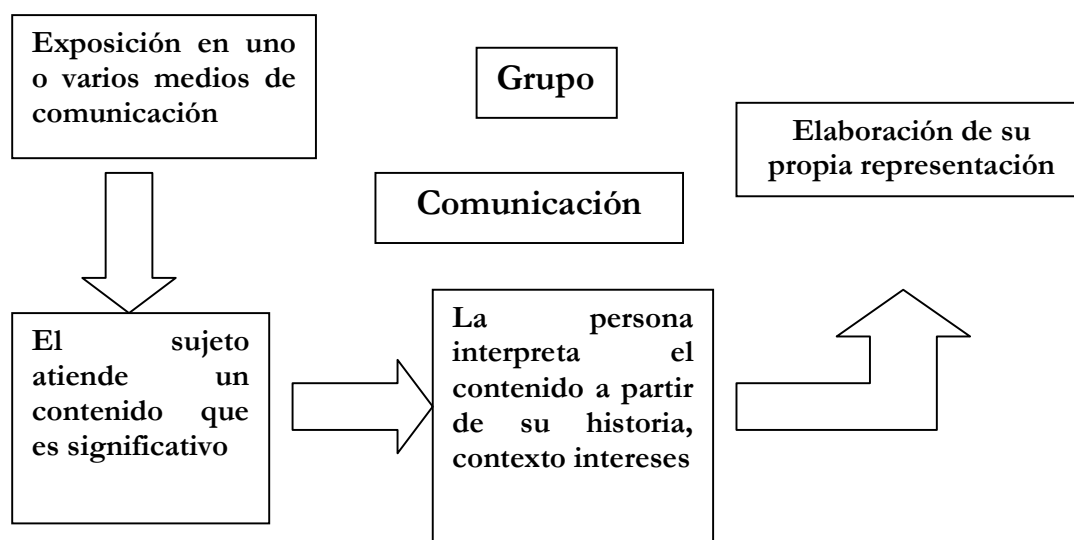 Exposición en uno
o varios medios de
comunicación
Grupo
Elaboración de su
propia representación
Comunicación
El sujeto
atiende un
contenido que
es significativo
La persona
interpreta el
contenido a partir
de su historia,
contexto intereses